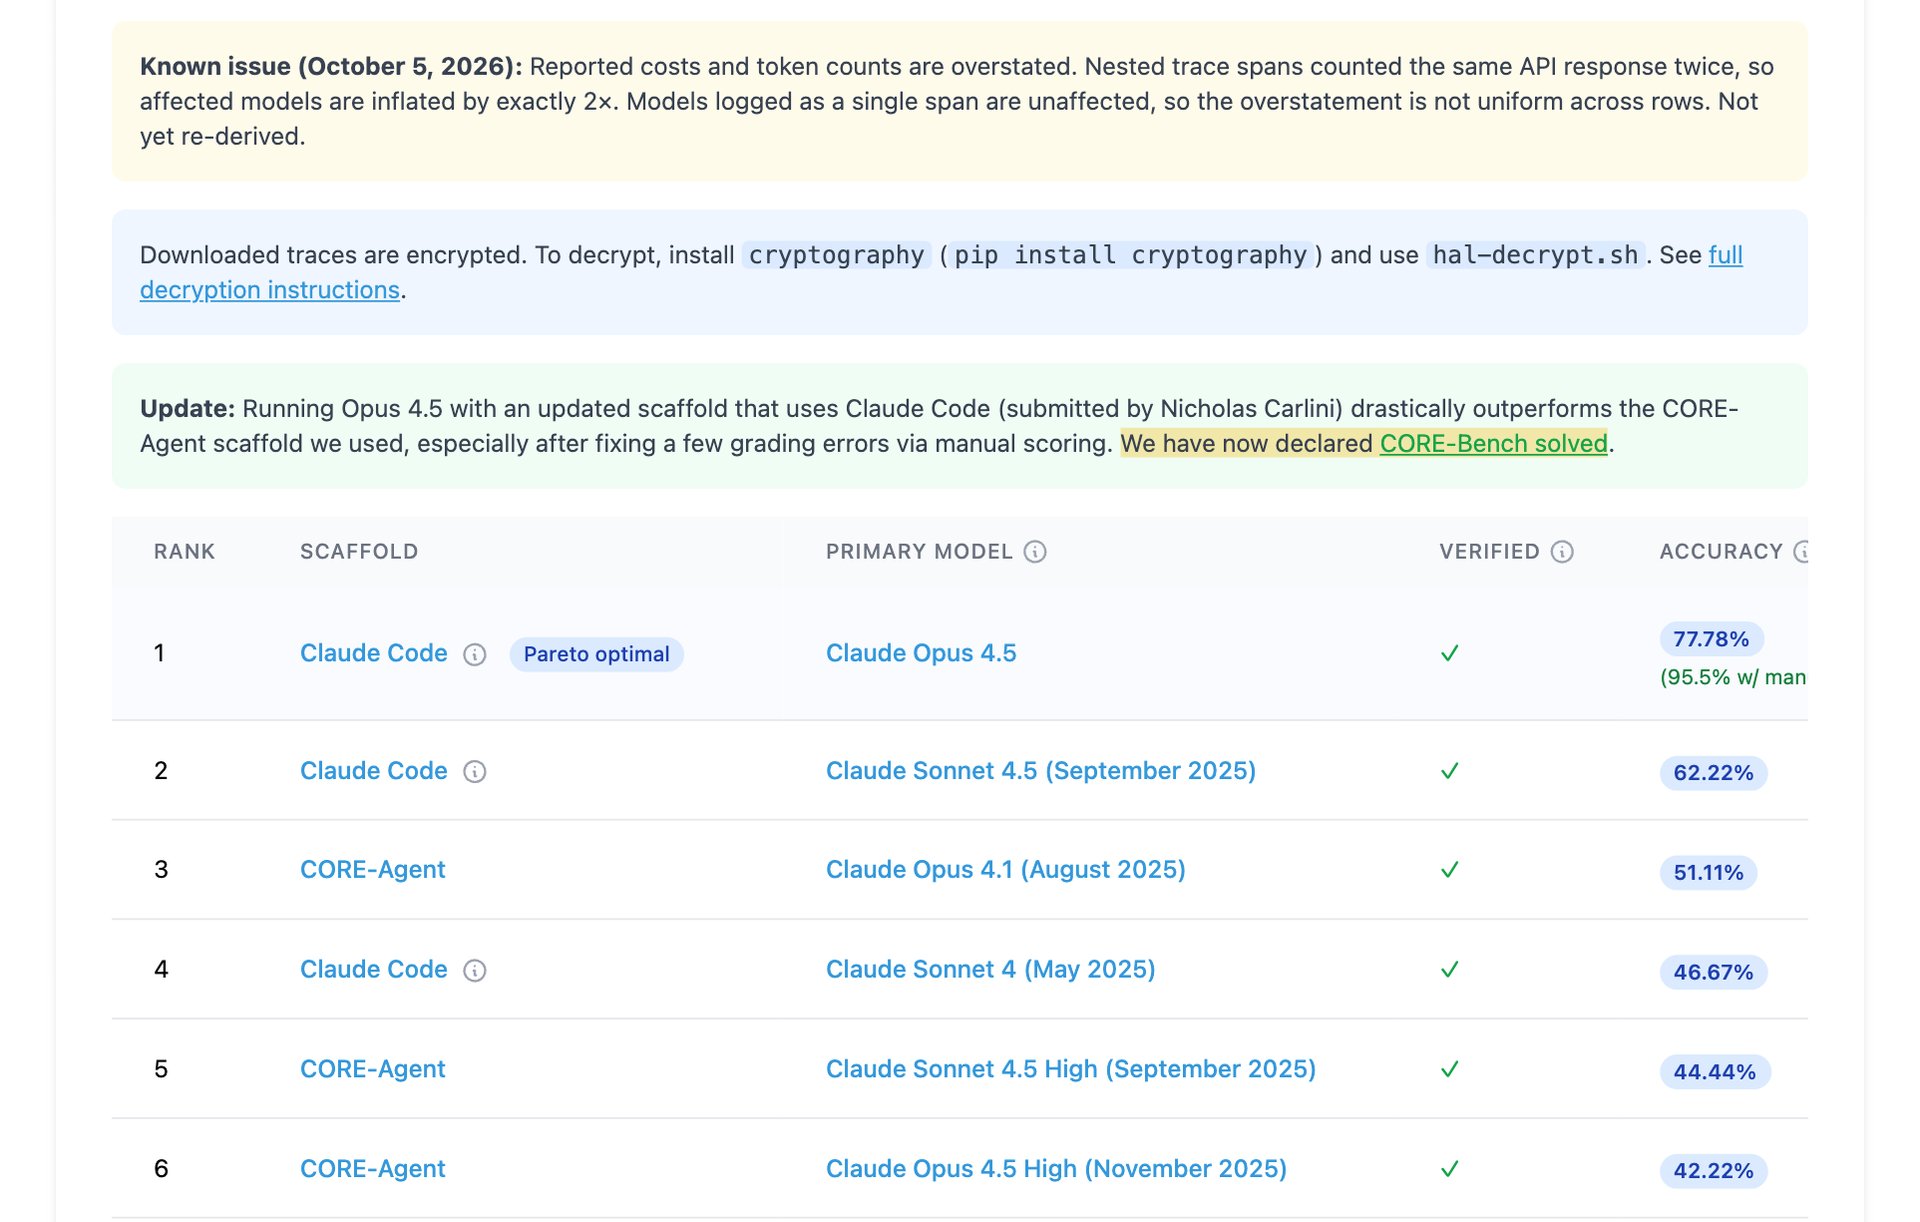 Known issue (October 5, 2026): Reported costs and token counts are overstated. Nested trace spans counted the same API response twice, so
affected models are inflated by exactly 2×. Models logged as a single span are unaffected, so the overstatement is not uniform across rows. Not
yet re-derived.
Downloaded traces are encrypted. To decrypt, install cryptography (pip install cryptography) and use hal-decrypt.sh. See full
decryption instructions.
Update: Running Opus 4.5 with an updated scaffold that uses Claude Code (submitted by Nicholas Carlini) drastically outperforms the CORE-
Agent scaffold we used, especially after fixing a few grading errors via manual scoring. We have now declared CORE-Bench solved.
RANK SCAFFOLD PRIMARY MODEL VERIFIED ACCURACY
1 Claude Code Pareto optimal Claude Opus 4.5 ✓ 77.78%
(95.5% w/ man
2 Claude Code Claude Sonnet 4.5 (September 2025) ✓ 62.22%
3 CORE-Agent Claude Opus 4.1 (August 2025) ✓ 51.11%
4 Claude Code Claude Sonnet 4 (May 2025) ✓ 46.67%
5 CORE-Agent Claude Sonnet 4.5 High (September 2025) ✓ 44.44%
6 CORE-Agent Claude Opus 4.5 High (November 2025) ✓ 42.22%